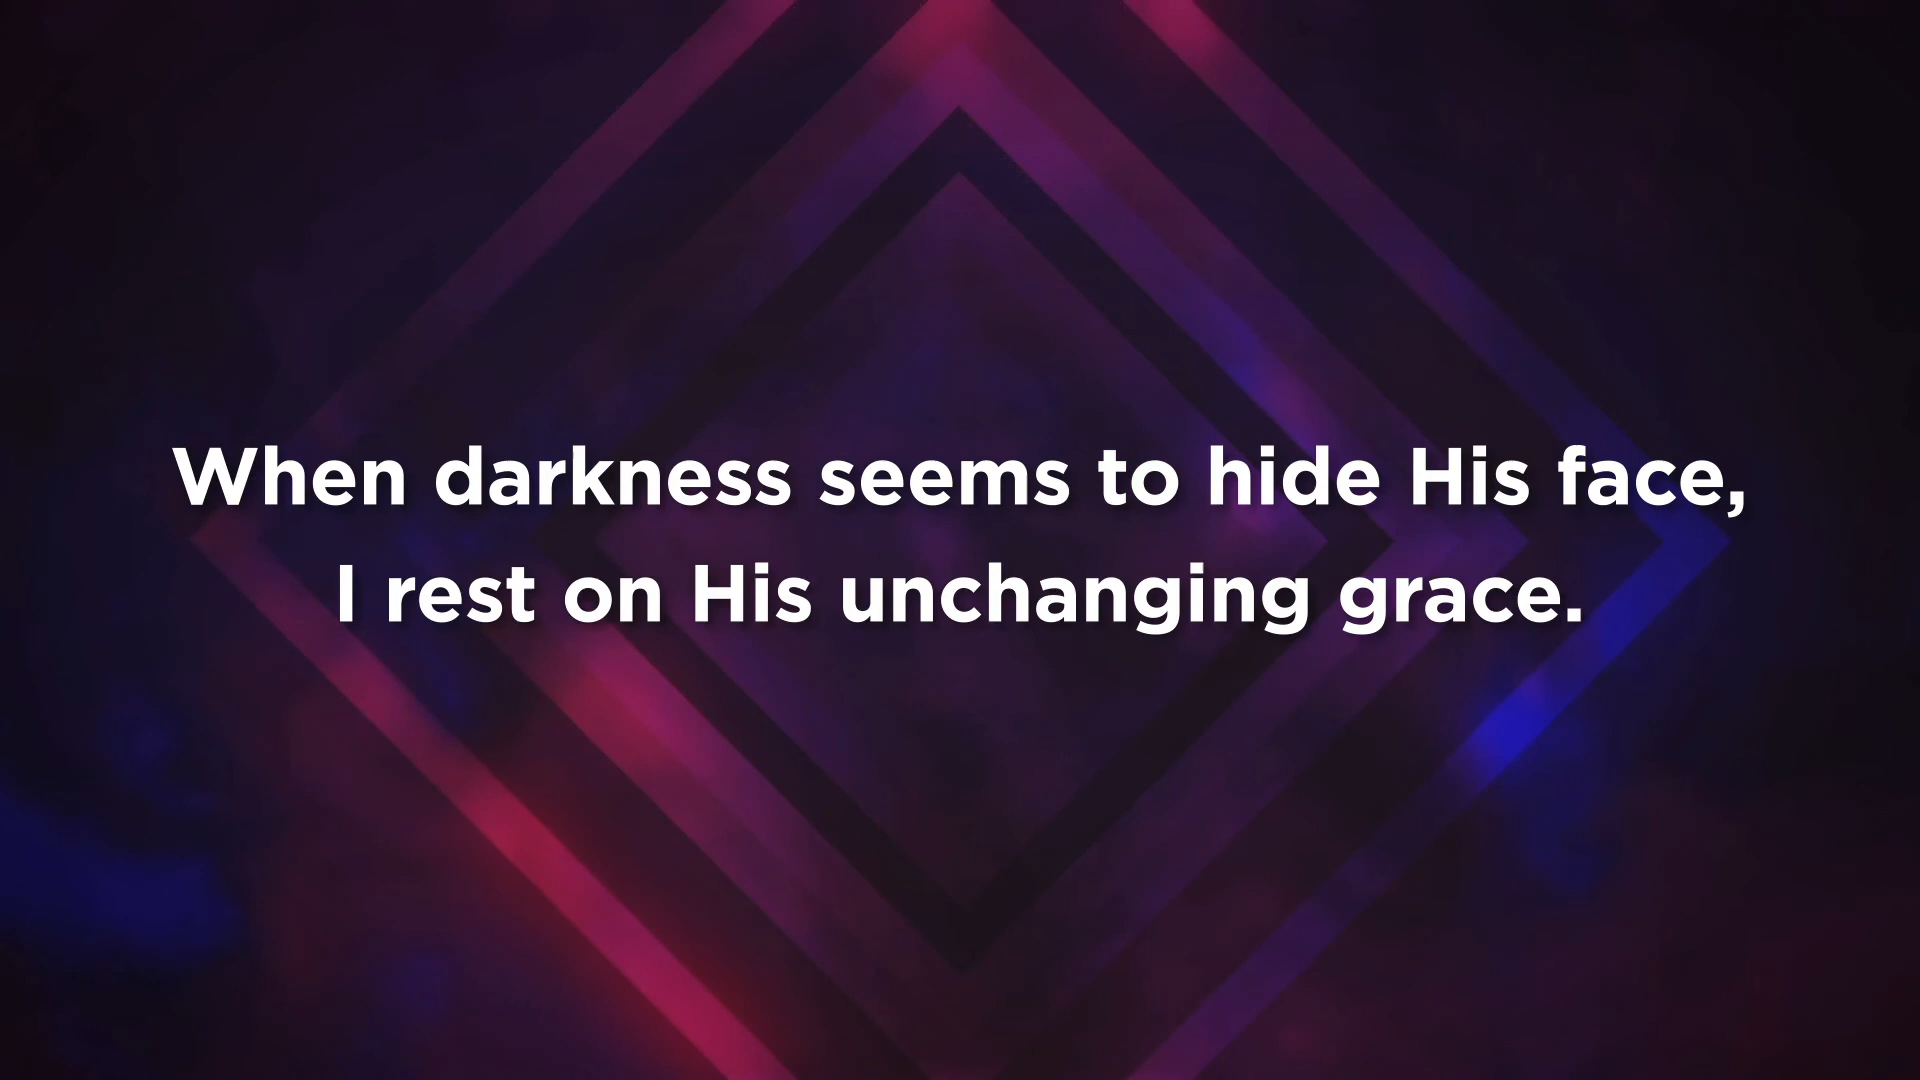 When darkness seems to hide His face,
I rest on His unchanging grace.